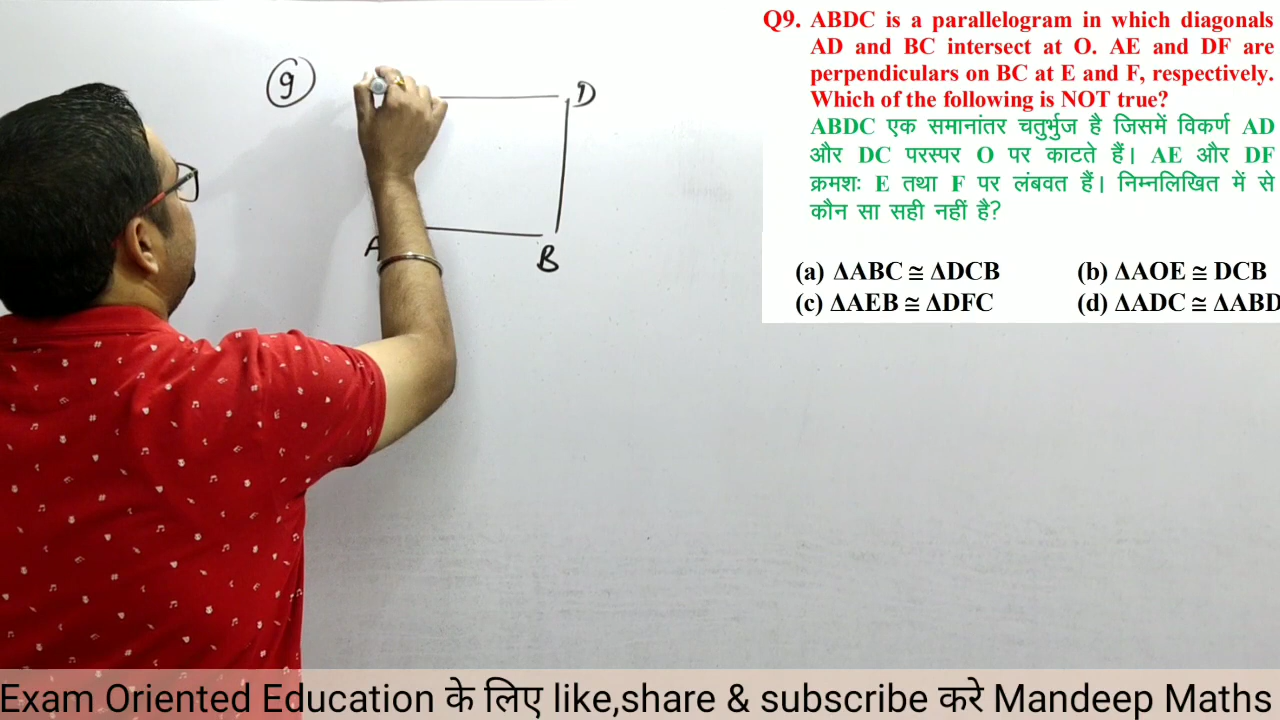 Q9. ABDC is a parallelogram in which diagonals
AD and BC intersect at O. AE and DF are
perpendiculars on BC at E and F, respectively.
Which of the following is NOT true?
ABDC एक समानांतर चतुर्भुज है जिसमें विकर्ण AD
और DC परस्पर O पर काटते हैं। AE और DF
क्रमशः E तथा F पर लंबवत हैं। निम्नलिखित में से
कौन सा सही नहीं है?
(a) ΔABC ≅ ΔDCB (b) ΔAOE ≅ DCB
(c) ΔAEB ≅ ΔDFC (d) ΔADC ≅ ΔABD
9
D
A
B
Exam Oriented Education के लिए like,share & subscribe करे Mandeep Maths